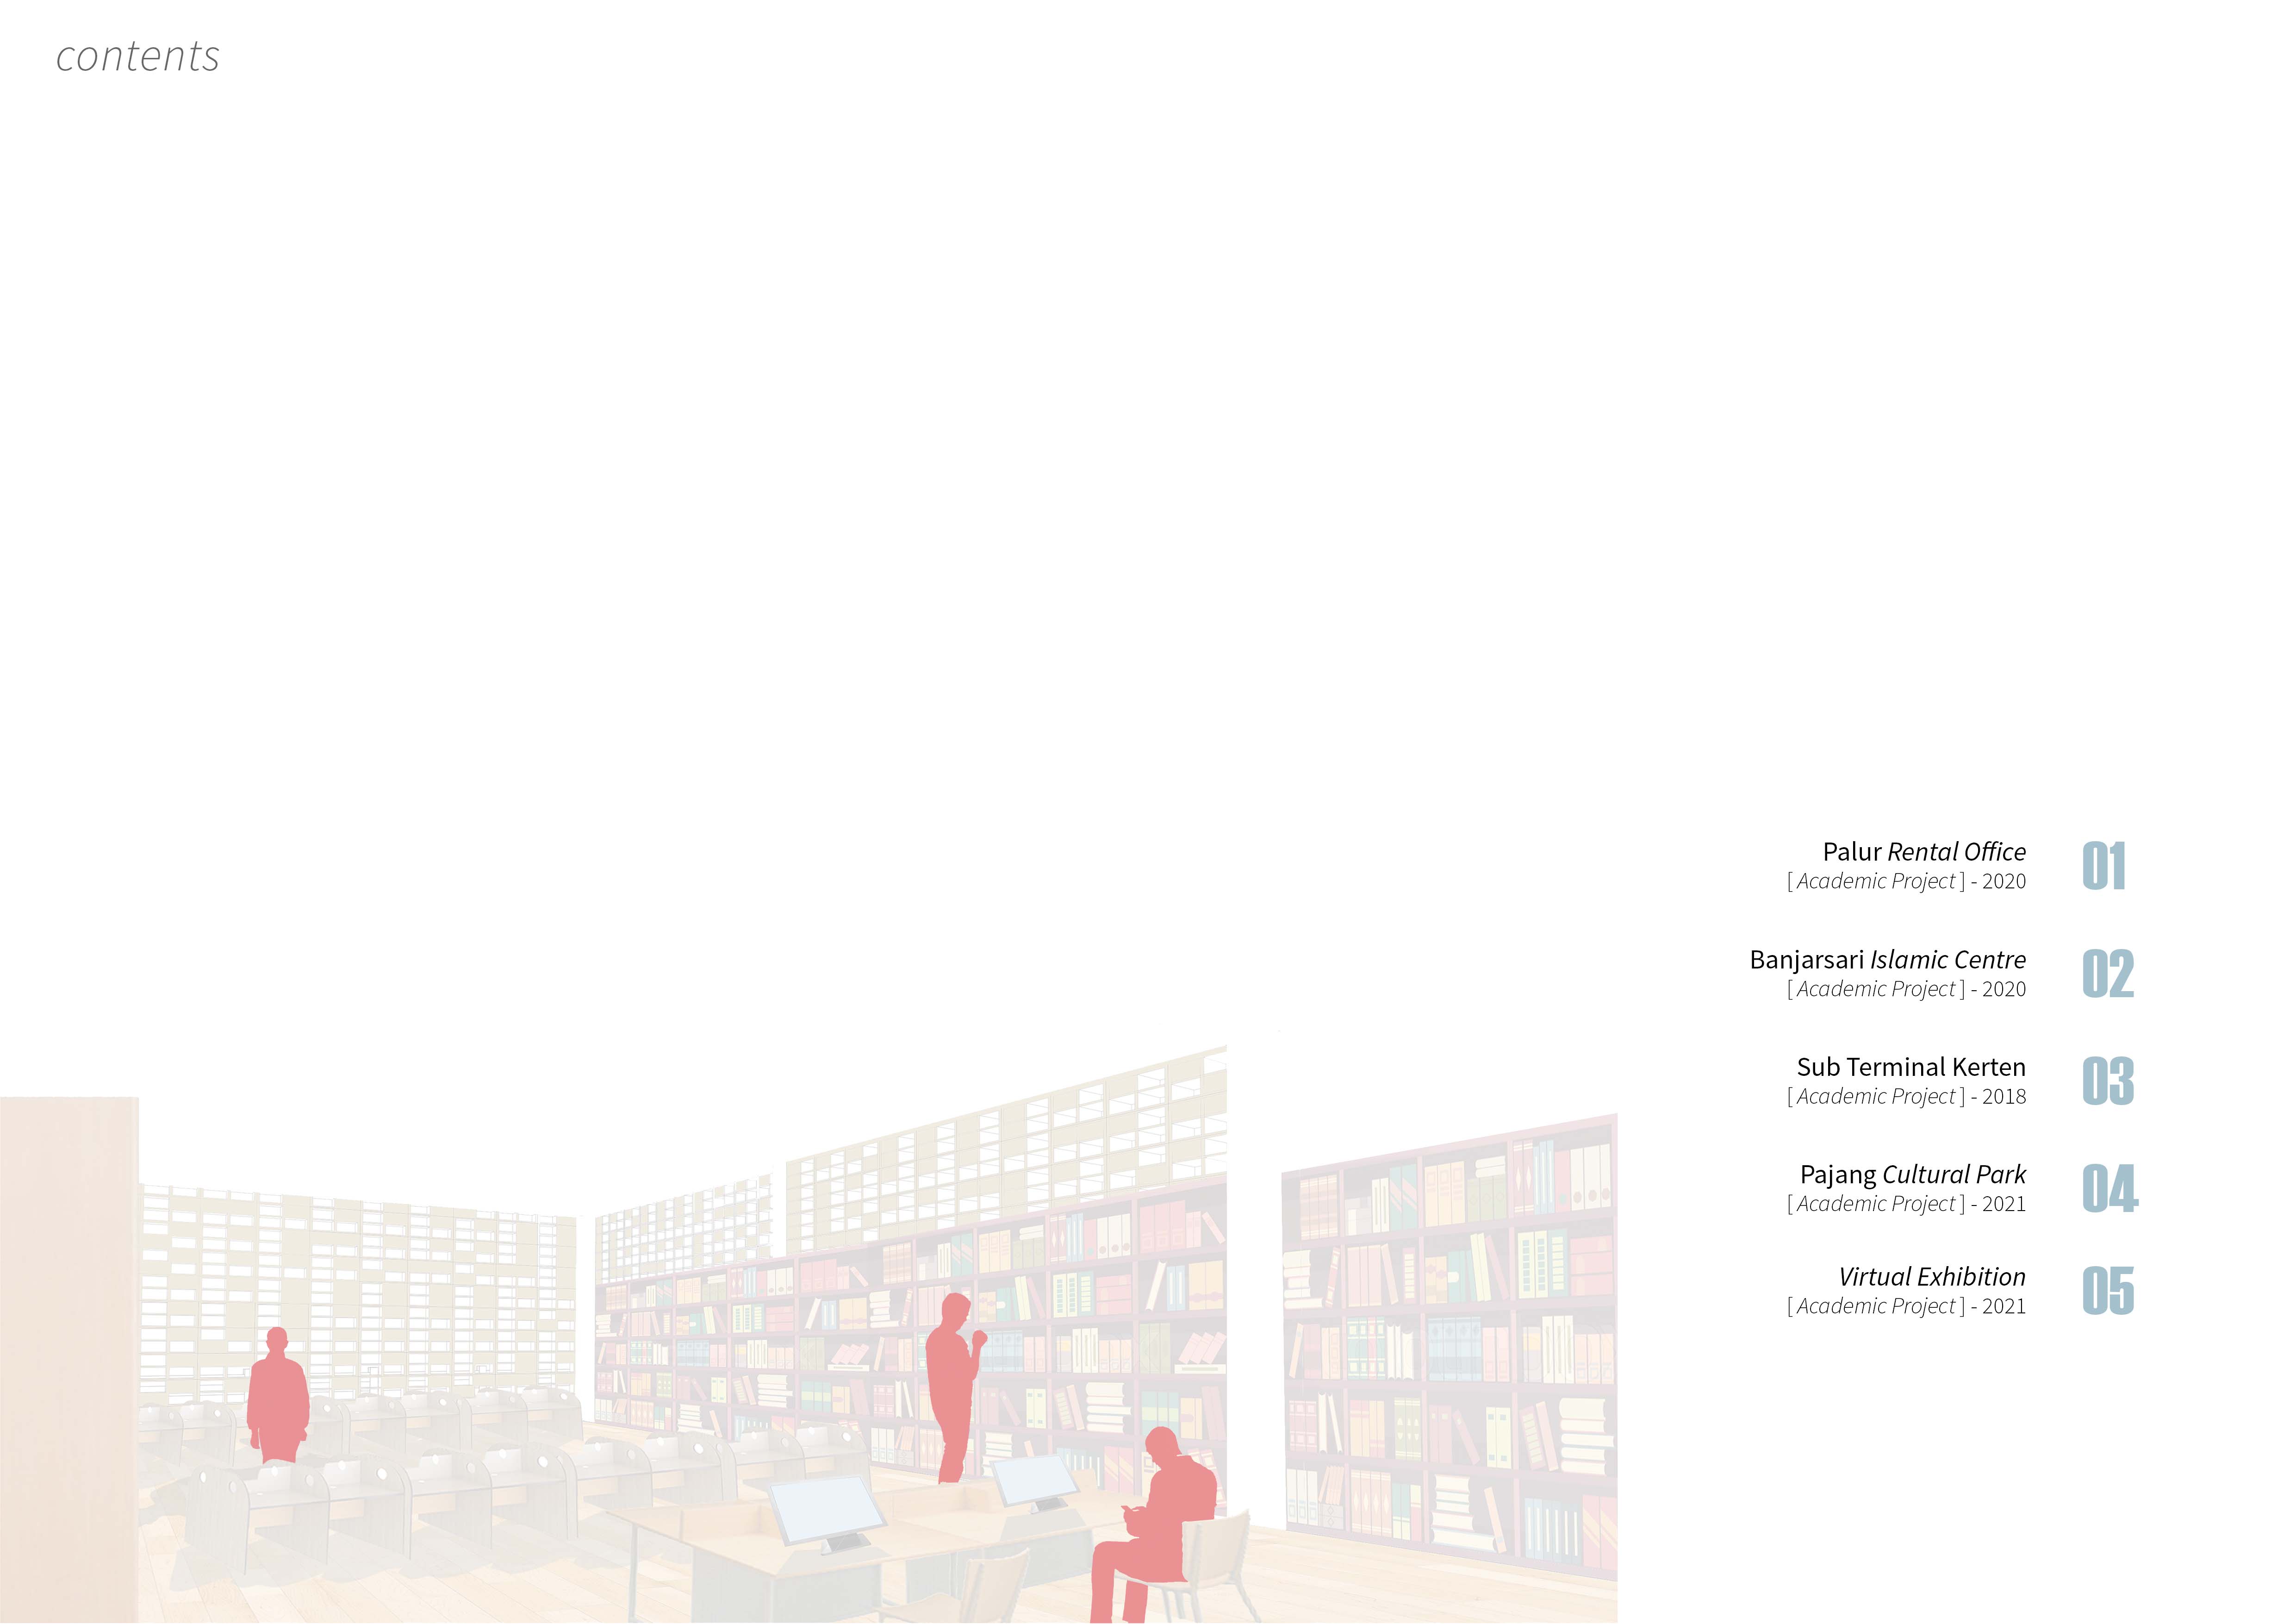 contents
Palur Rental Office
[ Academic Project ] - 2020
01
Banjarsari Islamic Centre
[ Academic Project ] - 2020
02
Sub Terminal Kerten
[ Academic Project ] - 2018
03
Pajang Cultural Park
[ Academic Project ] - 2021
04
Virtual Exhibition
[ Academic Project ] - 2021
05